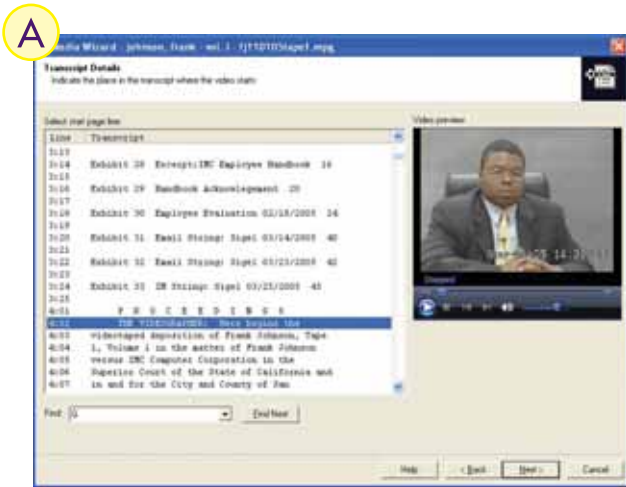 A
Media Wizard - johnson, frank - vol. I -
Transcript Details
Indicate the place in the transcript where the video starts
Select start page line
Video preview
Line Transcript
3:13
3:14 Exhibit 28 Excerpt: IMC Employee Handbook 16
3:15
3:16 Exhibit 29 Handbook Acknowlegement 20
3:17
3:18 Exhibit 30 Employee Evaluation 02/18/2005 24
3:19
3:20 Exhibit 31 Email String: Sigel 03/14/2005 40
3:21
3:22 Exhibit 32 Email String: Sigel 03/23/2005 42
3:23
3:24 Exhibit 33 IM String: Sigel 03/23/2005 45
3:25
4:01 P R O C E E D I N G S
4:02 THE VIDEOGRAPHER: Here begins the
4:03 videotaped deposition of Frank Johnson, Tape
4:04 1, Volume 1 in the matter of Frank Johnson
4:05 versus IMC Computer Corporation in the
4:06 Superior Court of the State of California and
4:07 in and for the City and County of San
Stopped
Find:
Find Next
Help
< Back
Next >
Cancel